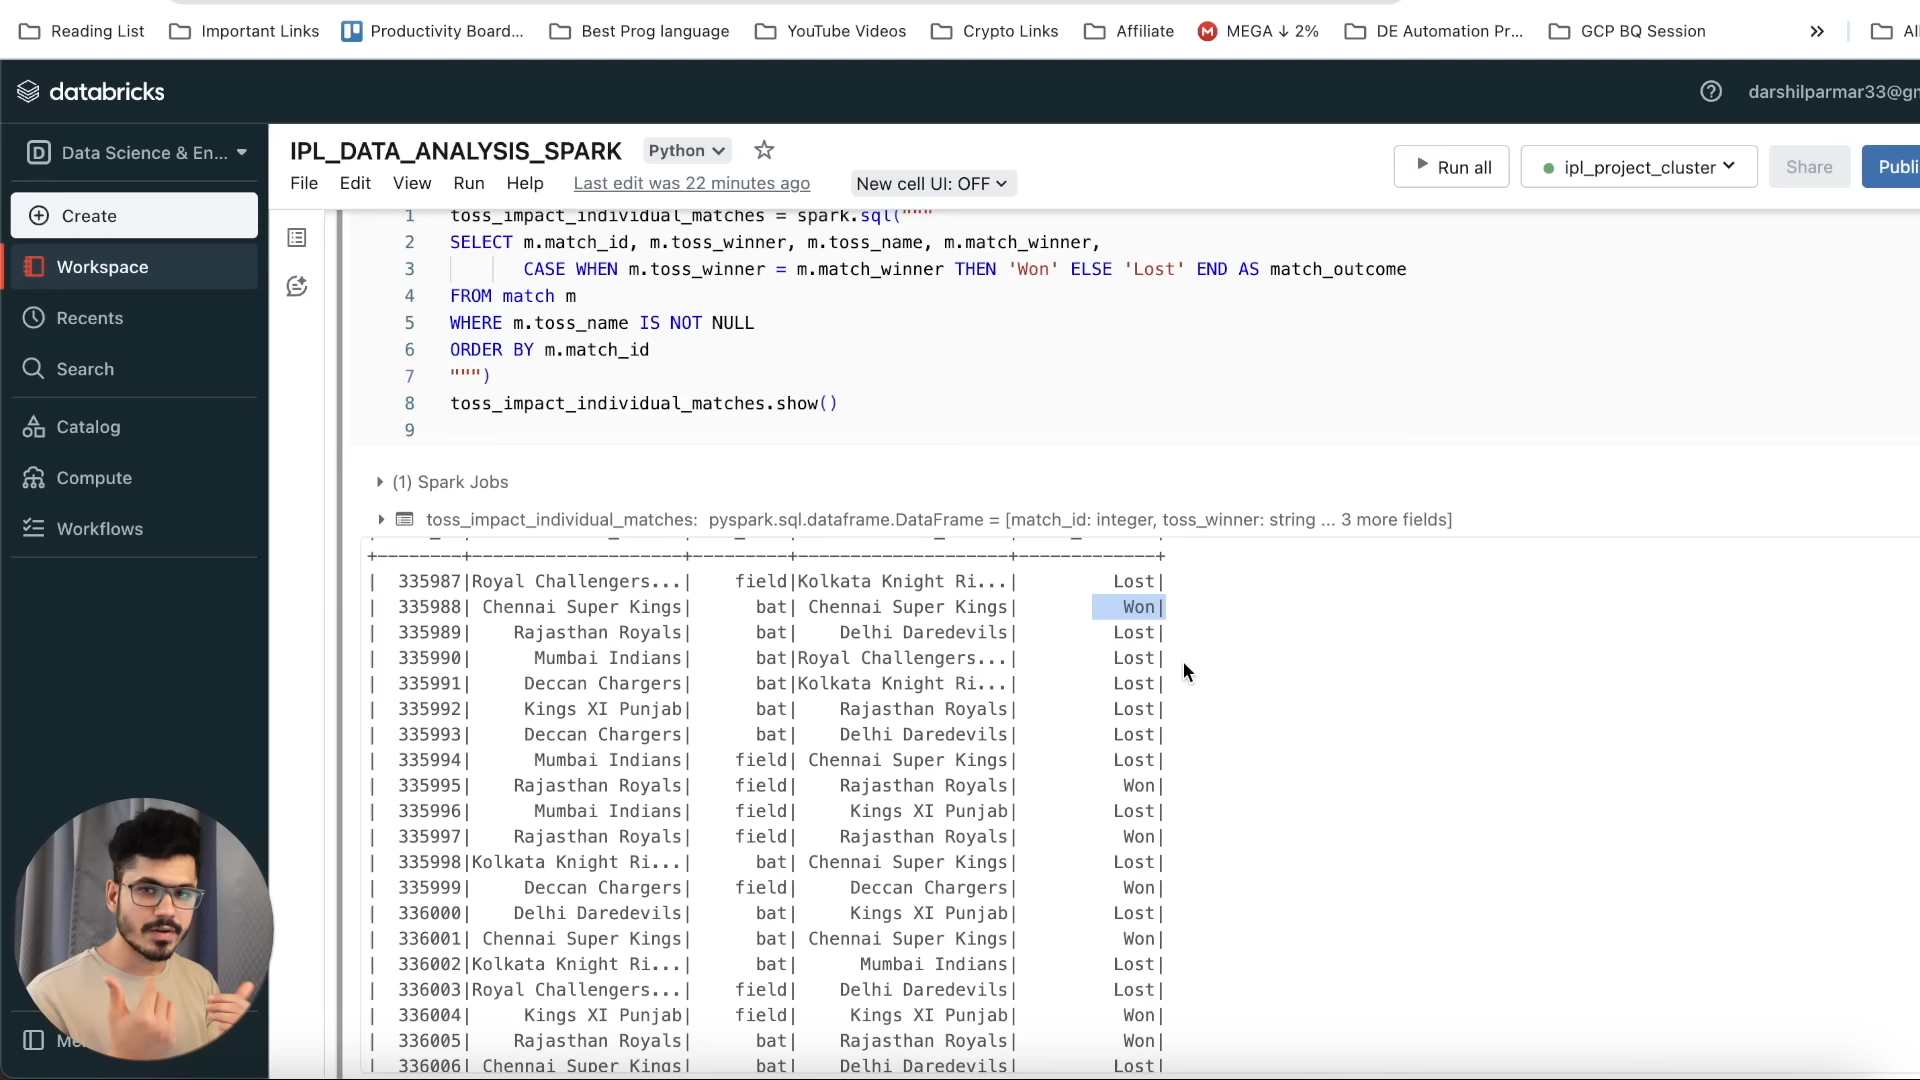 Reading List Important Links Productivity Board... Best Prog language YouTube Videos Crypto Links Affiliate MEGA ↓ 2% DE Automation Pr... GCP BQ Session »
databricks
darshilparmar33@gm
Data Science & En...
Create
Workspace
Recents
Search
Catalog
Compute
Workflows
IPL_DATA_ANALYSIS_SPARK Python
File Edit View Run Help Last edit was 22 minutes ago New cell UI: OFF
Run all ipl_project_cluster Share
1 toss_impact_individual_matches = spark.sql("""
2 SELECT m.match_id, m.toss_winner, m.toss_name, m.match_winner,
3 CASE WHEN m.toss_winner = m.match_winner THEN 'Won' ELSE 'Lost' END AS match_outcome
4 FROM match m
5 WHERE m.toss_name IS NOT NULL
6 ORDER BY m.match_id
7 """)
8 toss_impact_individual_matches.show()
9
(1) Spark Jobs
toss_impact_individual_matches: pyspark.sql.dataframe.DataFrame = [match_id: integer, toss_winner: string ... 3 more fields]
+--------+--------------------+---------+--------------------+-------------+
| 335987|Royal Challengers...| field|Kolkata Knight Ri...| Lost|
| 335988| Chennai Super Kings| bat| Chennai Super Kings| Won|
| 335989| Rajasthan Royals| bat| Delhi Daredevils| Lost|
| 335990| Mumbai Indians| bat|Royal Challengers...| Lost|
| 335991| Deccan Chargers| bat|Kolkata Knight Ri...| Lost|
| 335992| Kings XI Punjab| bat| Rajasthan Royals| Lost|
| 335993| Deccan Chargers| bat| Delhi Daredevils| Lost|
| 335994| Mumbai Indians| field| Chennai Super Kings| Lost|
| 335995| Rajasthan Royals| field| Rajasthan Royals| Won|
| 335996| Mumbai Indians| field| Kings XI Punjab| Lost|
| 335997| Rajasthan Royals| field| Rajasthan Royals| Won|
| 335998|Kolkata Knight Ri...| bat| Chennai Super Kings| Lost|
| 335999| Deccan Chargers| field| Deccan Chargers| Won|
| 336000| Delhi Daredevils| bat| Kings XI Punjab| Lost|
| 336001| Chennai Super Kings| bat| Chennai Super Kings| Won|
| 336002|Kolkata Knight Ri...| bat| Mumbai Indians| Lost|
| 336003|Royal Challengers...| field| Delhi Daredevils| Lost|
| 336004| Kings XI Punjab| field| Kings XI Punjab| Won|
| 336005| Rajasthan Royals| bat| Rajasthan Royals| Won|
| 336006| Chennai Super Kings| bat| Delhi Daredevils| Lost|